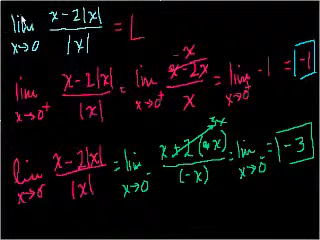 lim x→0 x-2|x| / |x| = L
lim x→0⁺ x-2|x| / |x| = lim x→0⁺ x-2x / x -x = lim x→0⁺ -1 = -1
lim x→0⁻ x-2|x| / |x| = lim x→0⁻ x+2(+x) / (-x) 3x = lim x→0⁻ = -3